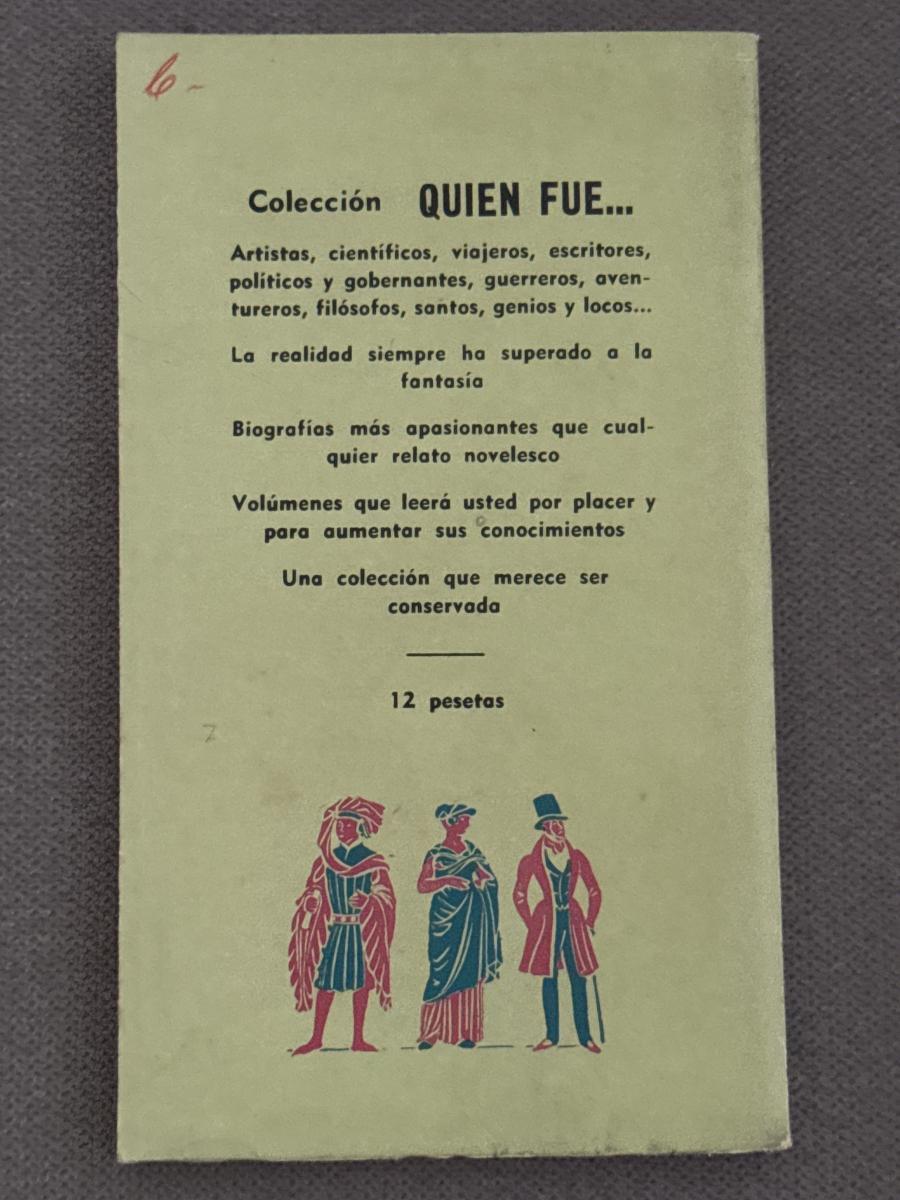 6-
Colección QUIEN FUE...
Artistas, científicos, viajeros, escritores,
políticos y gobernantes, guerreros, aven-
tureros, filósofos, santos, genios y locos...
La realidad siempre ha superado a la
fantasía
Biografías más apasionantes que cual-
quier relato novelesco
Volúmenes que leerá usted por placer y
para aumentar sus conocimientos
Una colección que merece ser
conservada
12 pesetas